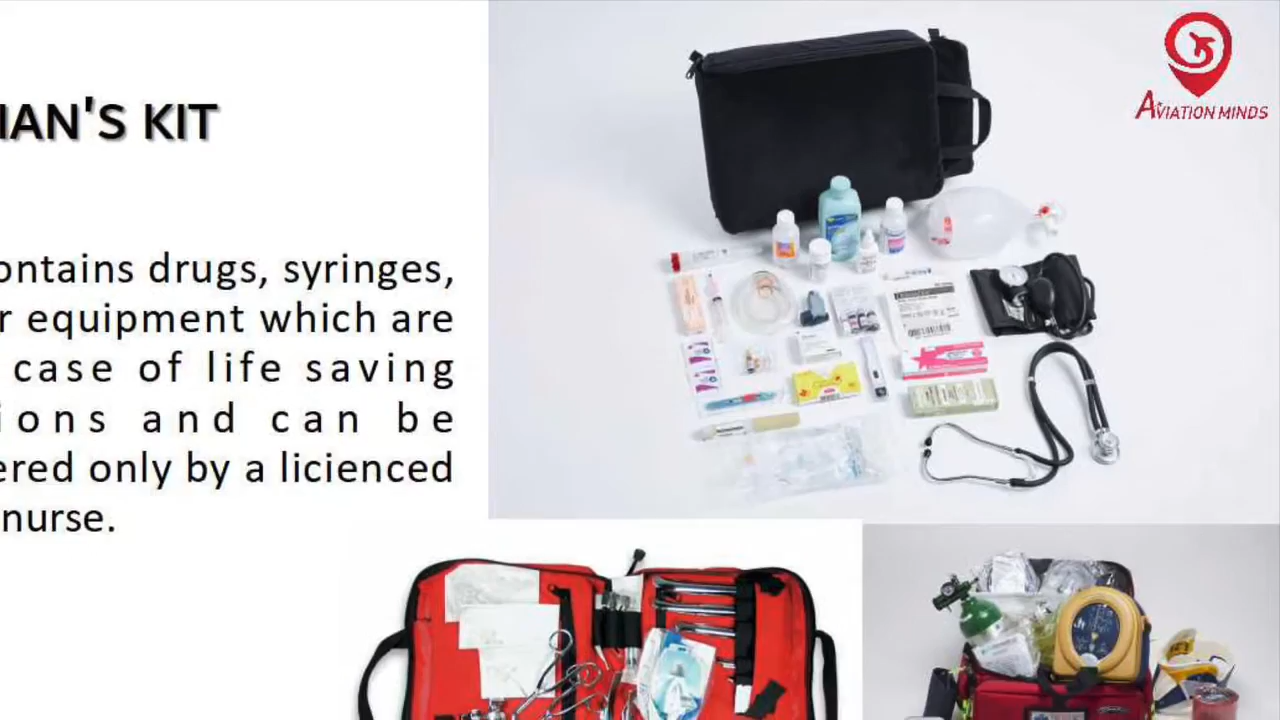 IAN'S KIT
AVIATION MINDS
ontains drugs, syringes,
r equipment which are
case of life saving
ions and can be
ered only by a licienced
nurse.